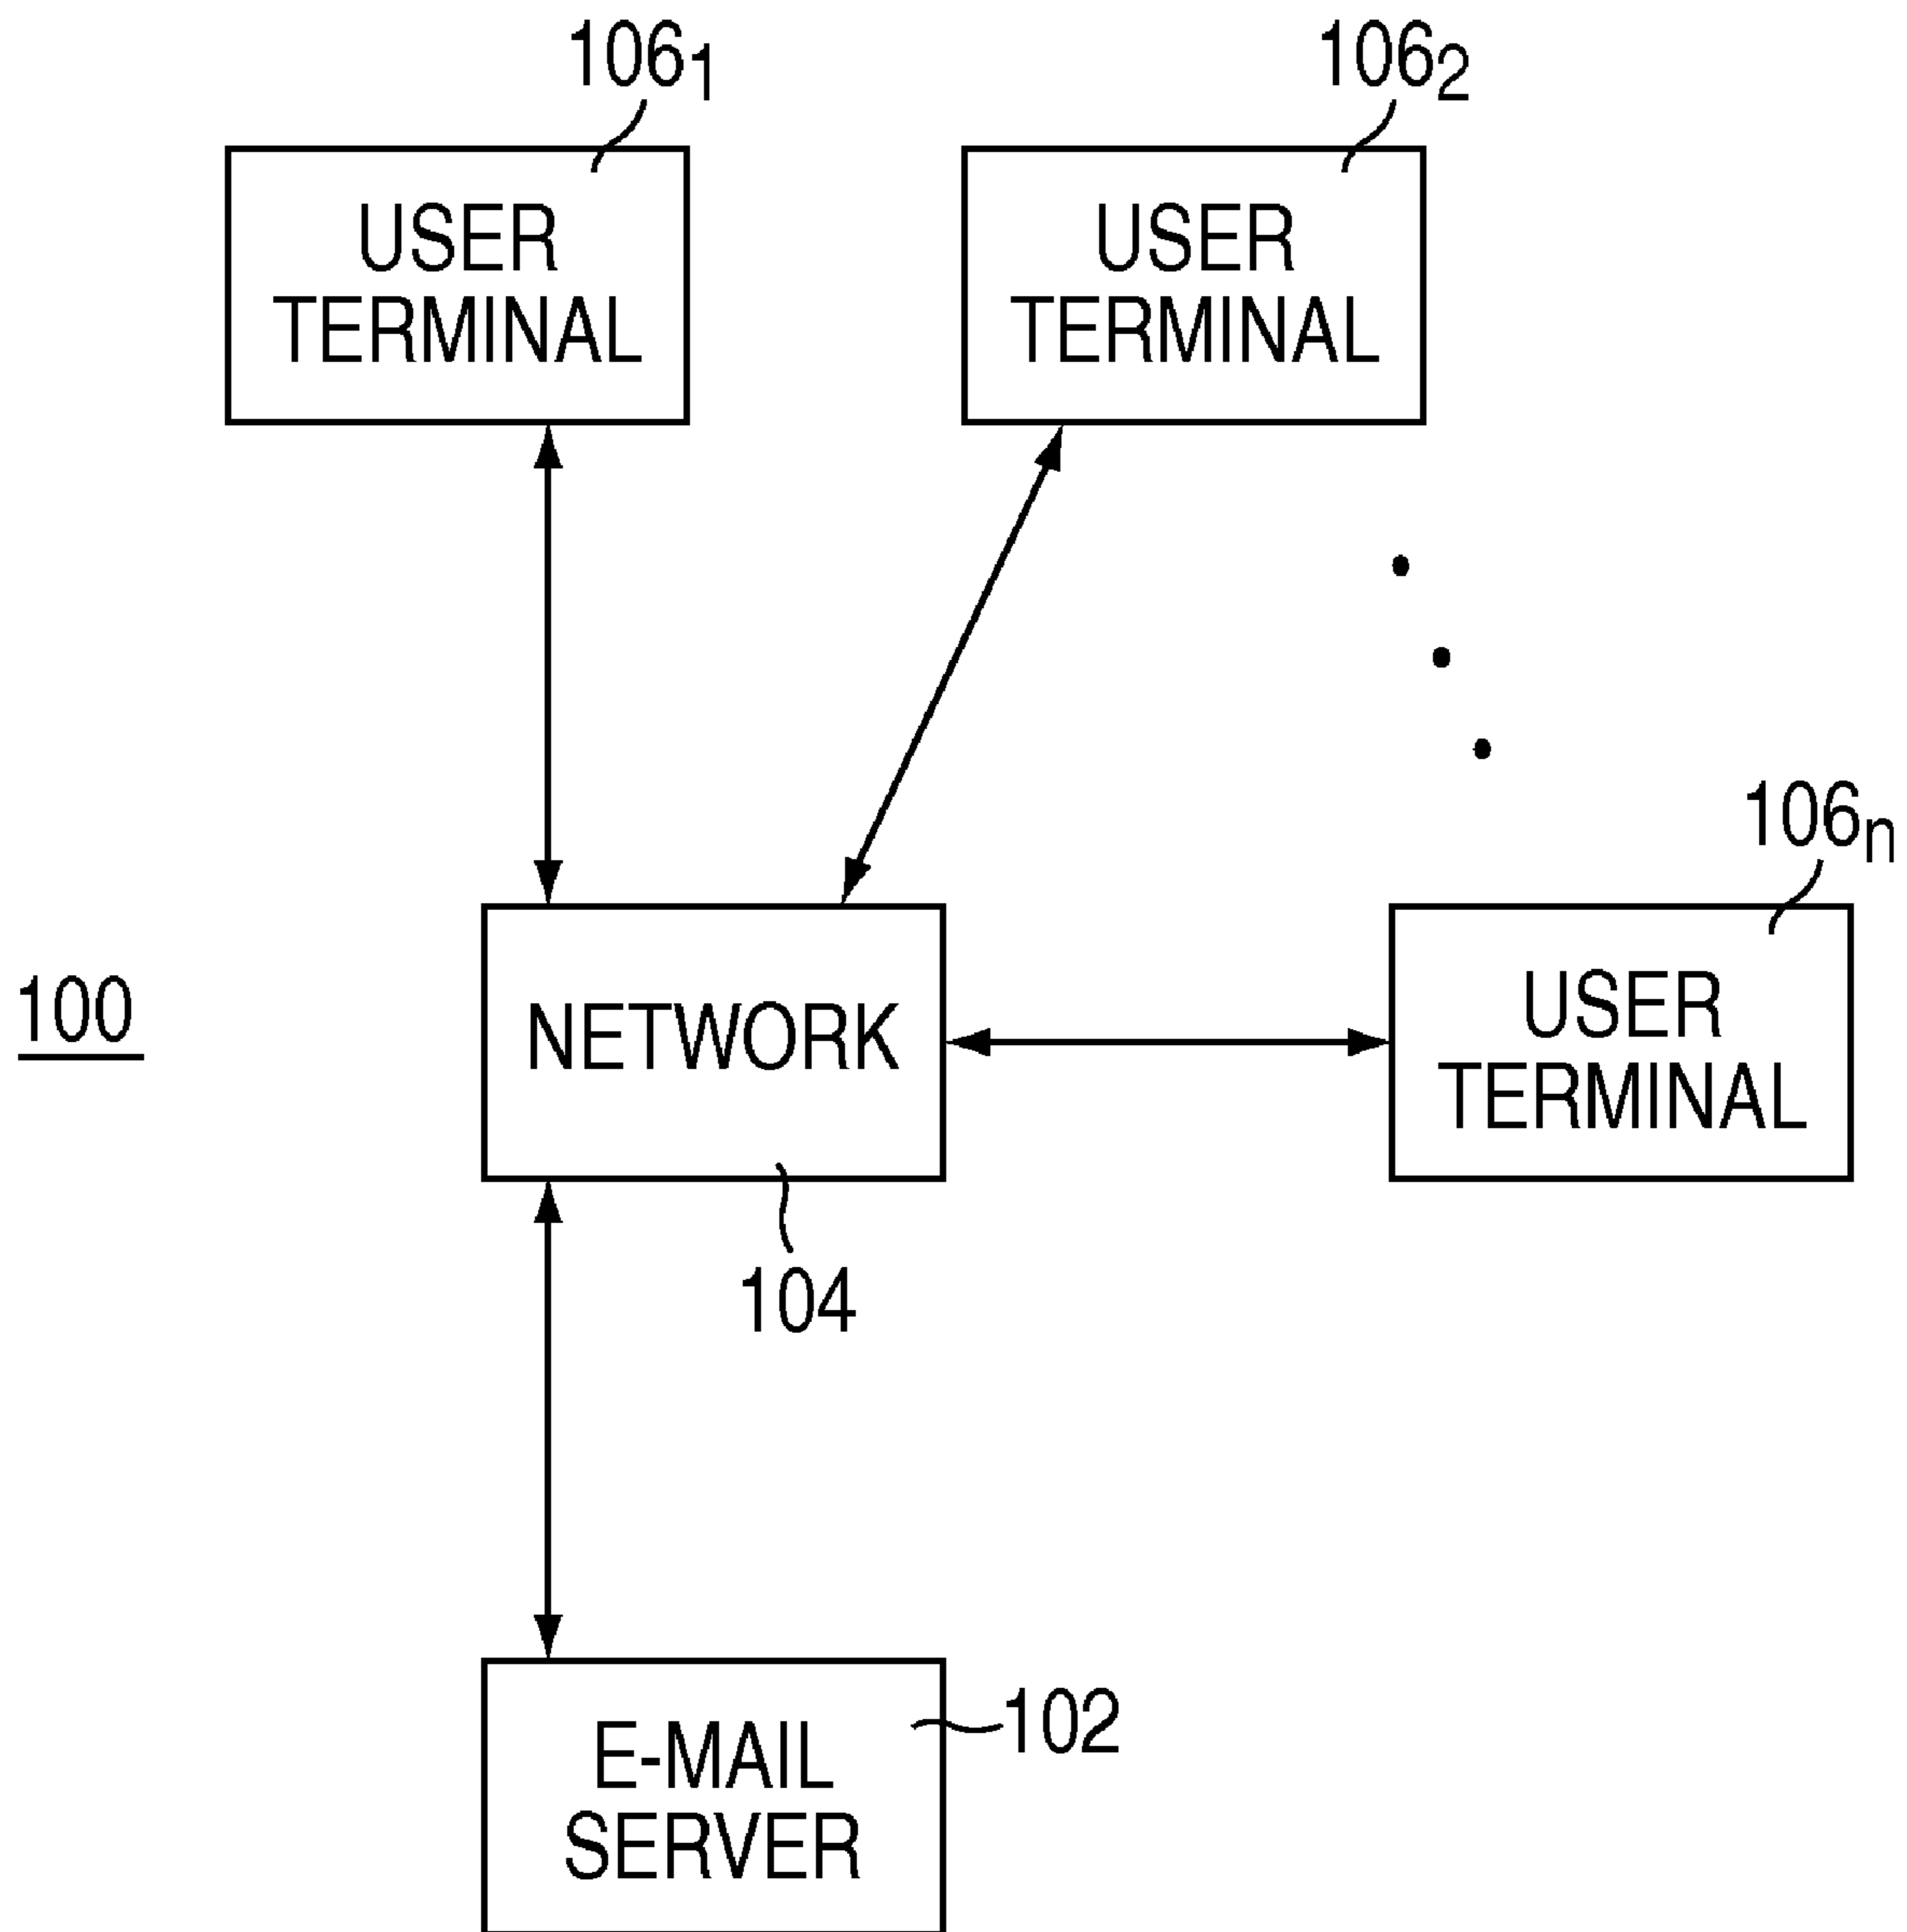 106₁
106₂
USER
TERMINAL
USER
TERMINAL
106ₙ
100
NETWORK
USER
TERMINAL
104
E-MAIL
SERVER
102